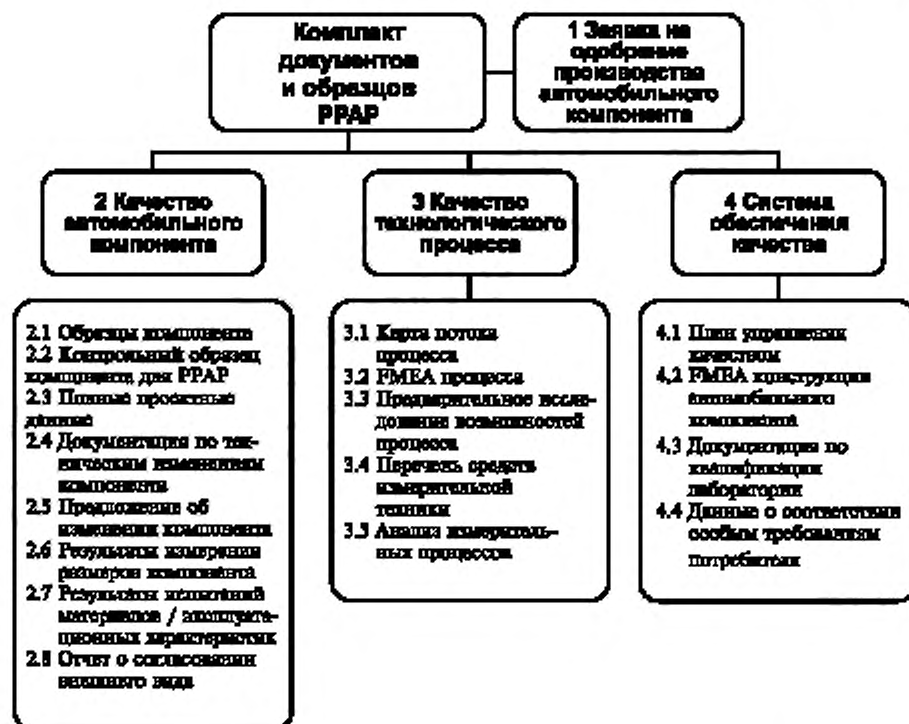 Комплект
документов
и образцов
PPAP
1 Заявка на
одобрение
производства
автомобильного
компонента
2 Качество
автомобильного
компонента
3 Качество
технологического
процесса
4 Система
обеспечения
качества
2.1 Образцы компонента
2.2 Контрольный образец
компонента для PPAP
2.3 Полные проектные
данные
2.4 Документация по тех-
ническим изменениям
компонента
2.5 Предложение об
изменении компонента
2.6 Результаты измерений
размеров компонента
2.7 Результаты испытаний
материалов / эксплуата-
ционных характеристик
2.8 Отчет о согласовании
внешнего вида
3.1 Карта потока
процесса
3.2 FMEA процесса
3.3 Предварительное иссле-
дование возможностей
процесса
3.4 Перечень средств
измерительной
техники
3.5 Анализ измеритель-
ных процессов
4.1 План управления
качеством
4.2 FMEA конструкции
автомобильного
компонента
4.3 Документация по
квалификации
лаборатории
4.4 Данные о соответствии
особым требованиям
потребителя